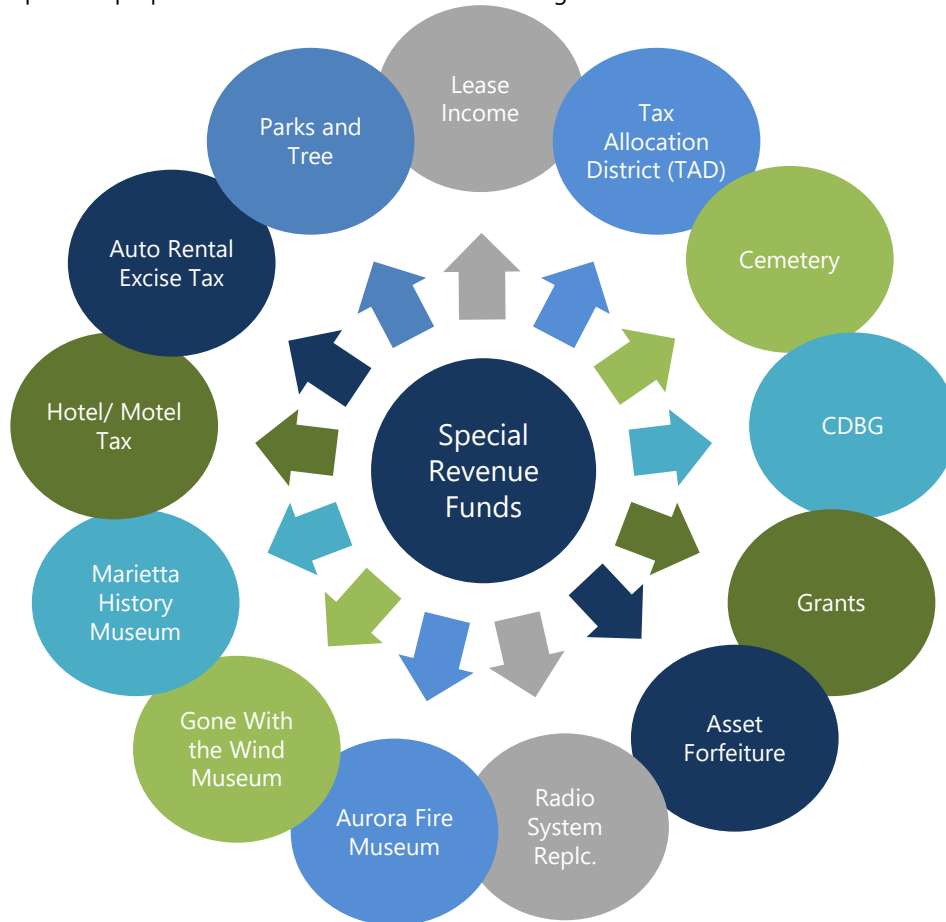 Lease
Income
Tax
Allocation
District (TAD)
Cemetery
CDBG
Grants
Asset
Forfeiture
Radio
System
Replc.
Aurora Fire
Museum
Gone With
the Wind
Museum
Marietta
History
Museum
Hotel/ Motel
Tax
Auto Rental
Excise Tax
Parks and
Tree
Special
Revenue
Funds